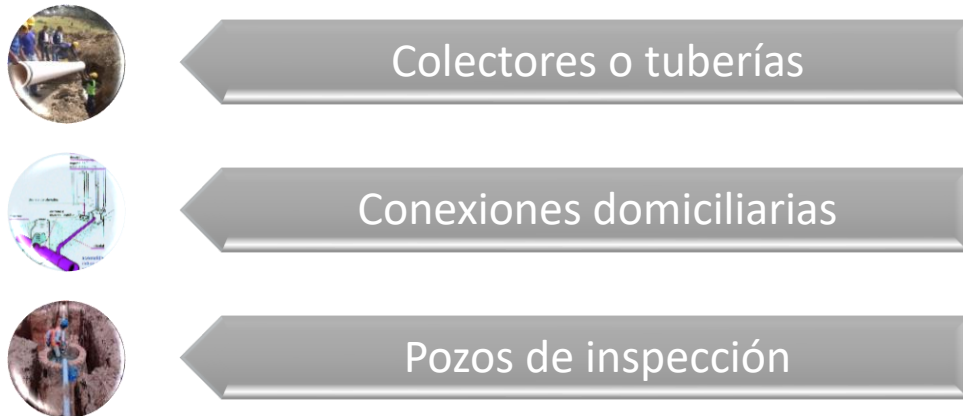 Colectores o tuberías
Conexiones domiciliarias
Pozos de inspección